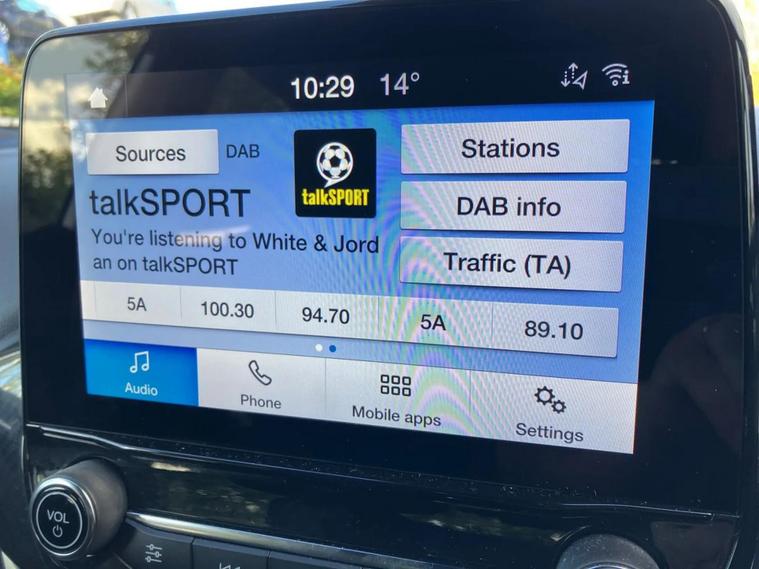 10:29 14°
Sources DAB
talkSPORT
Stations
talkSPORT
You're listening to White & Jord
an on talkSPORT
DAB info
Traffic (TA)
5A 100.30 94.70 5A 89.10
Audio Phone Mobile apps Settings
VOL